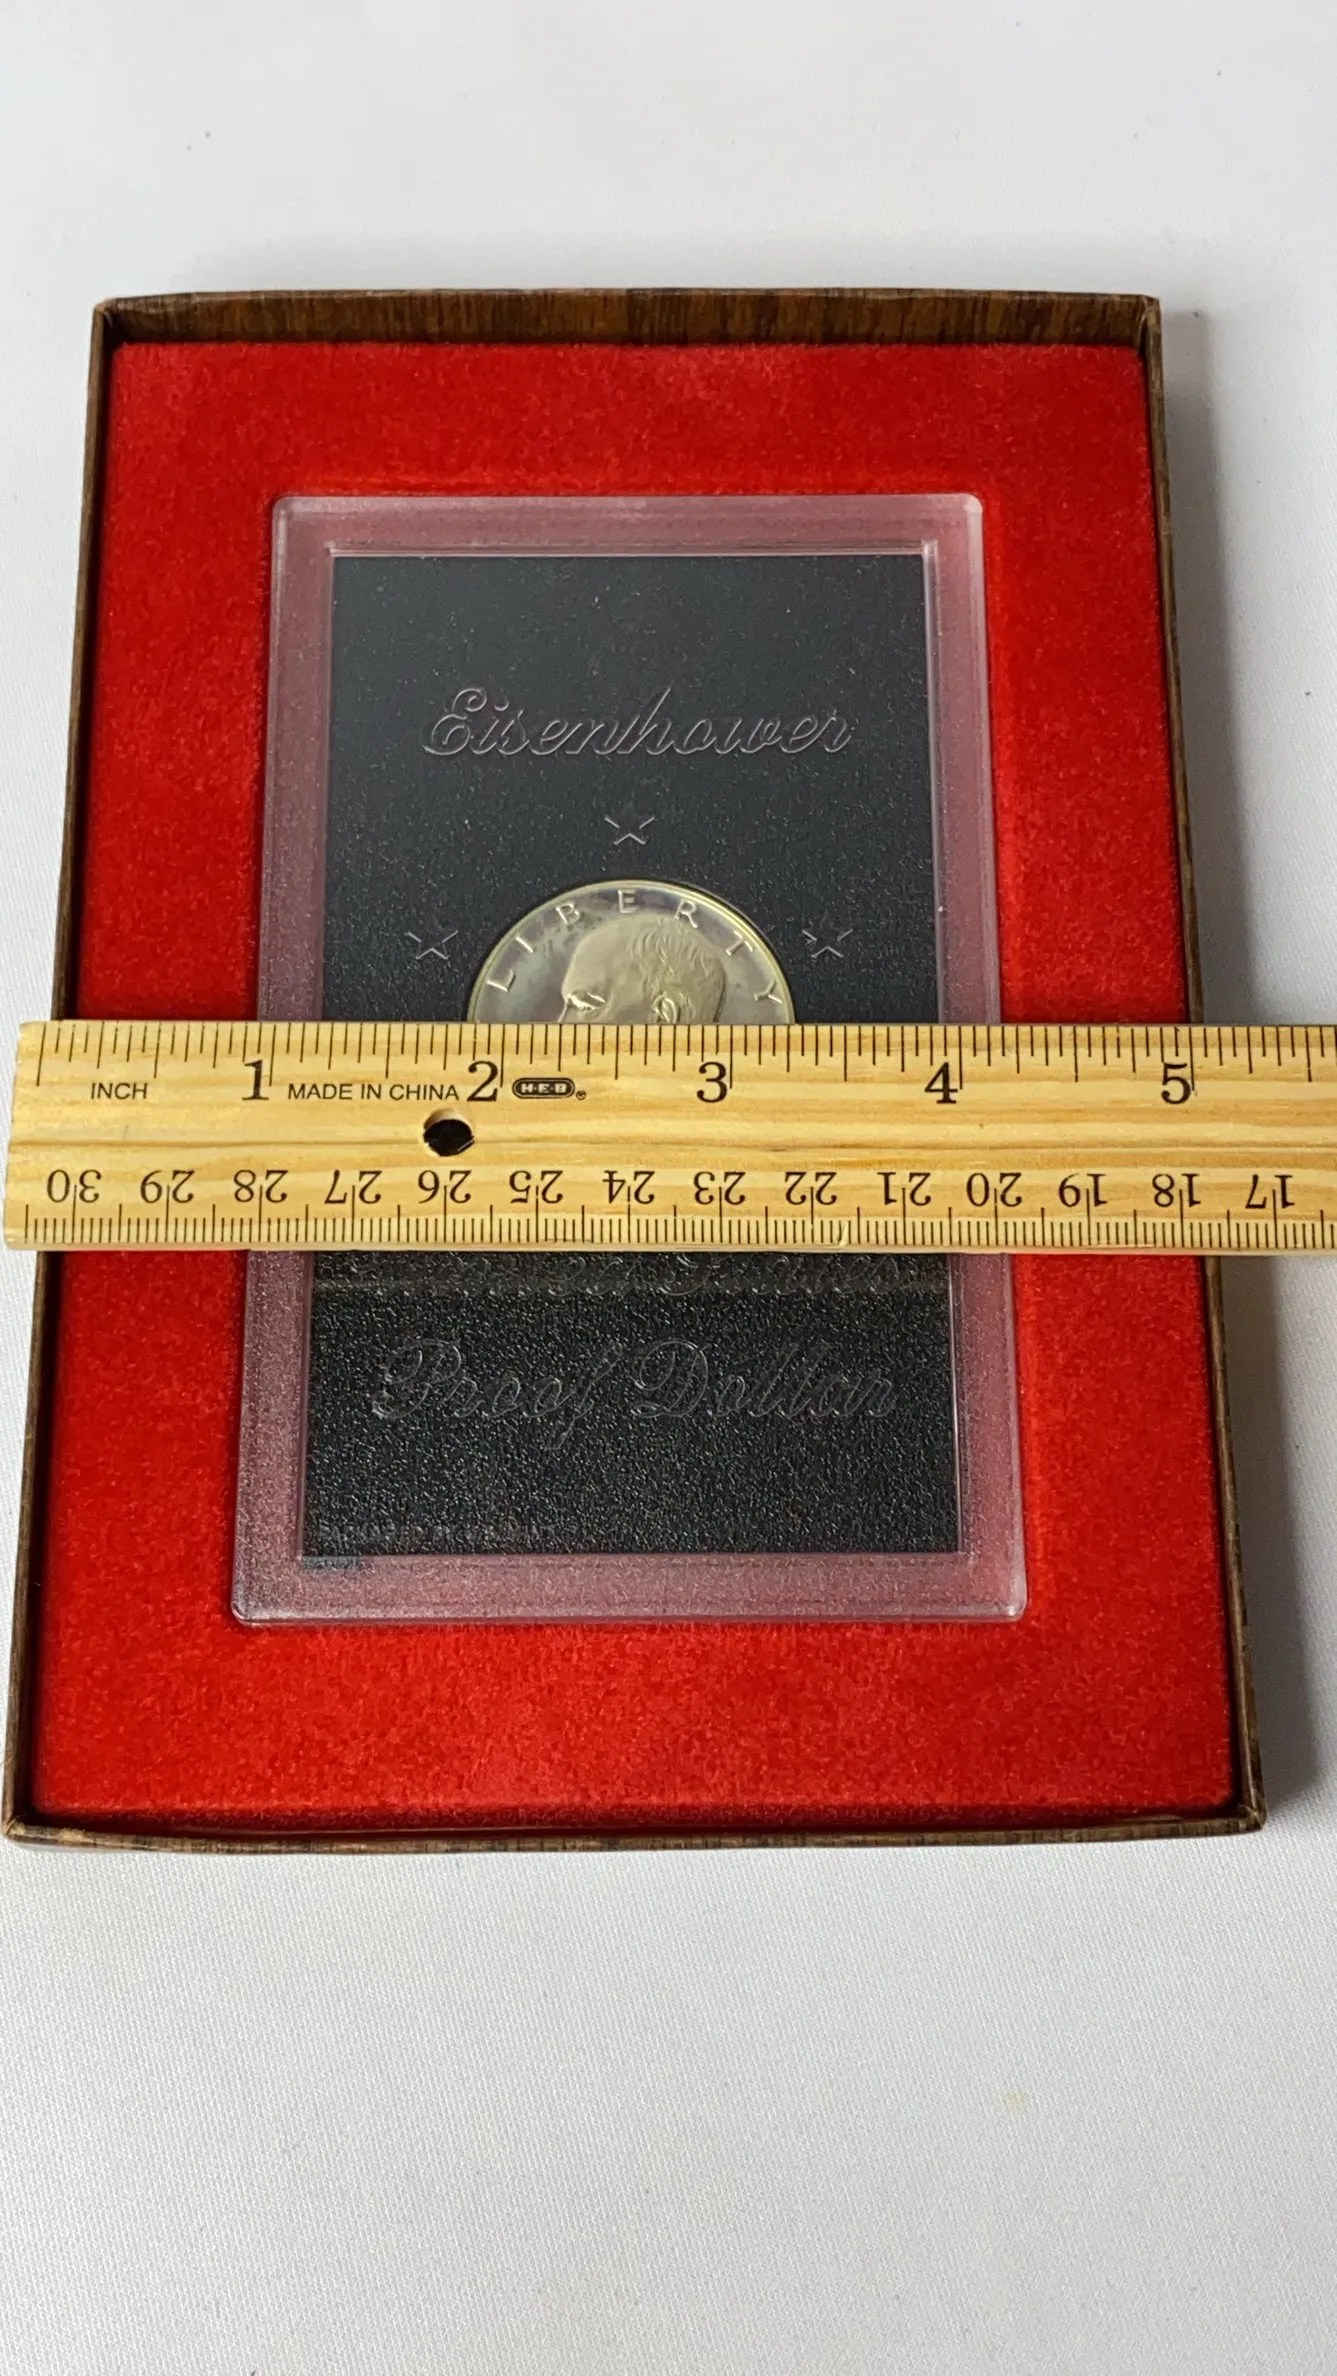 Eisenhower
LIBERTY
1 2 3 4 5
INCH MADE IN CHINA H-E-B
30 29 28 27 26 25 24 23 22 21 20 19 18 17
Proof Dollar